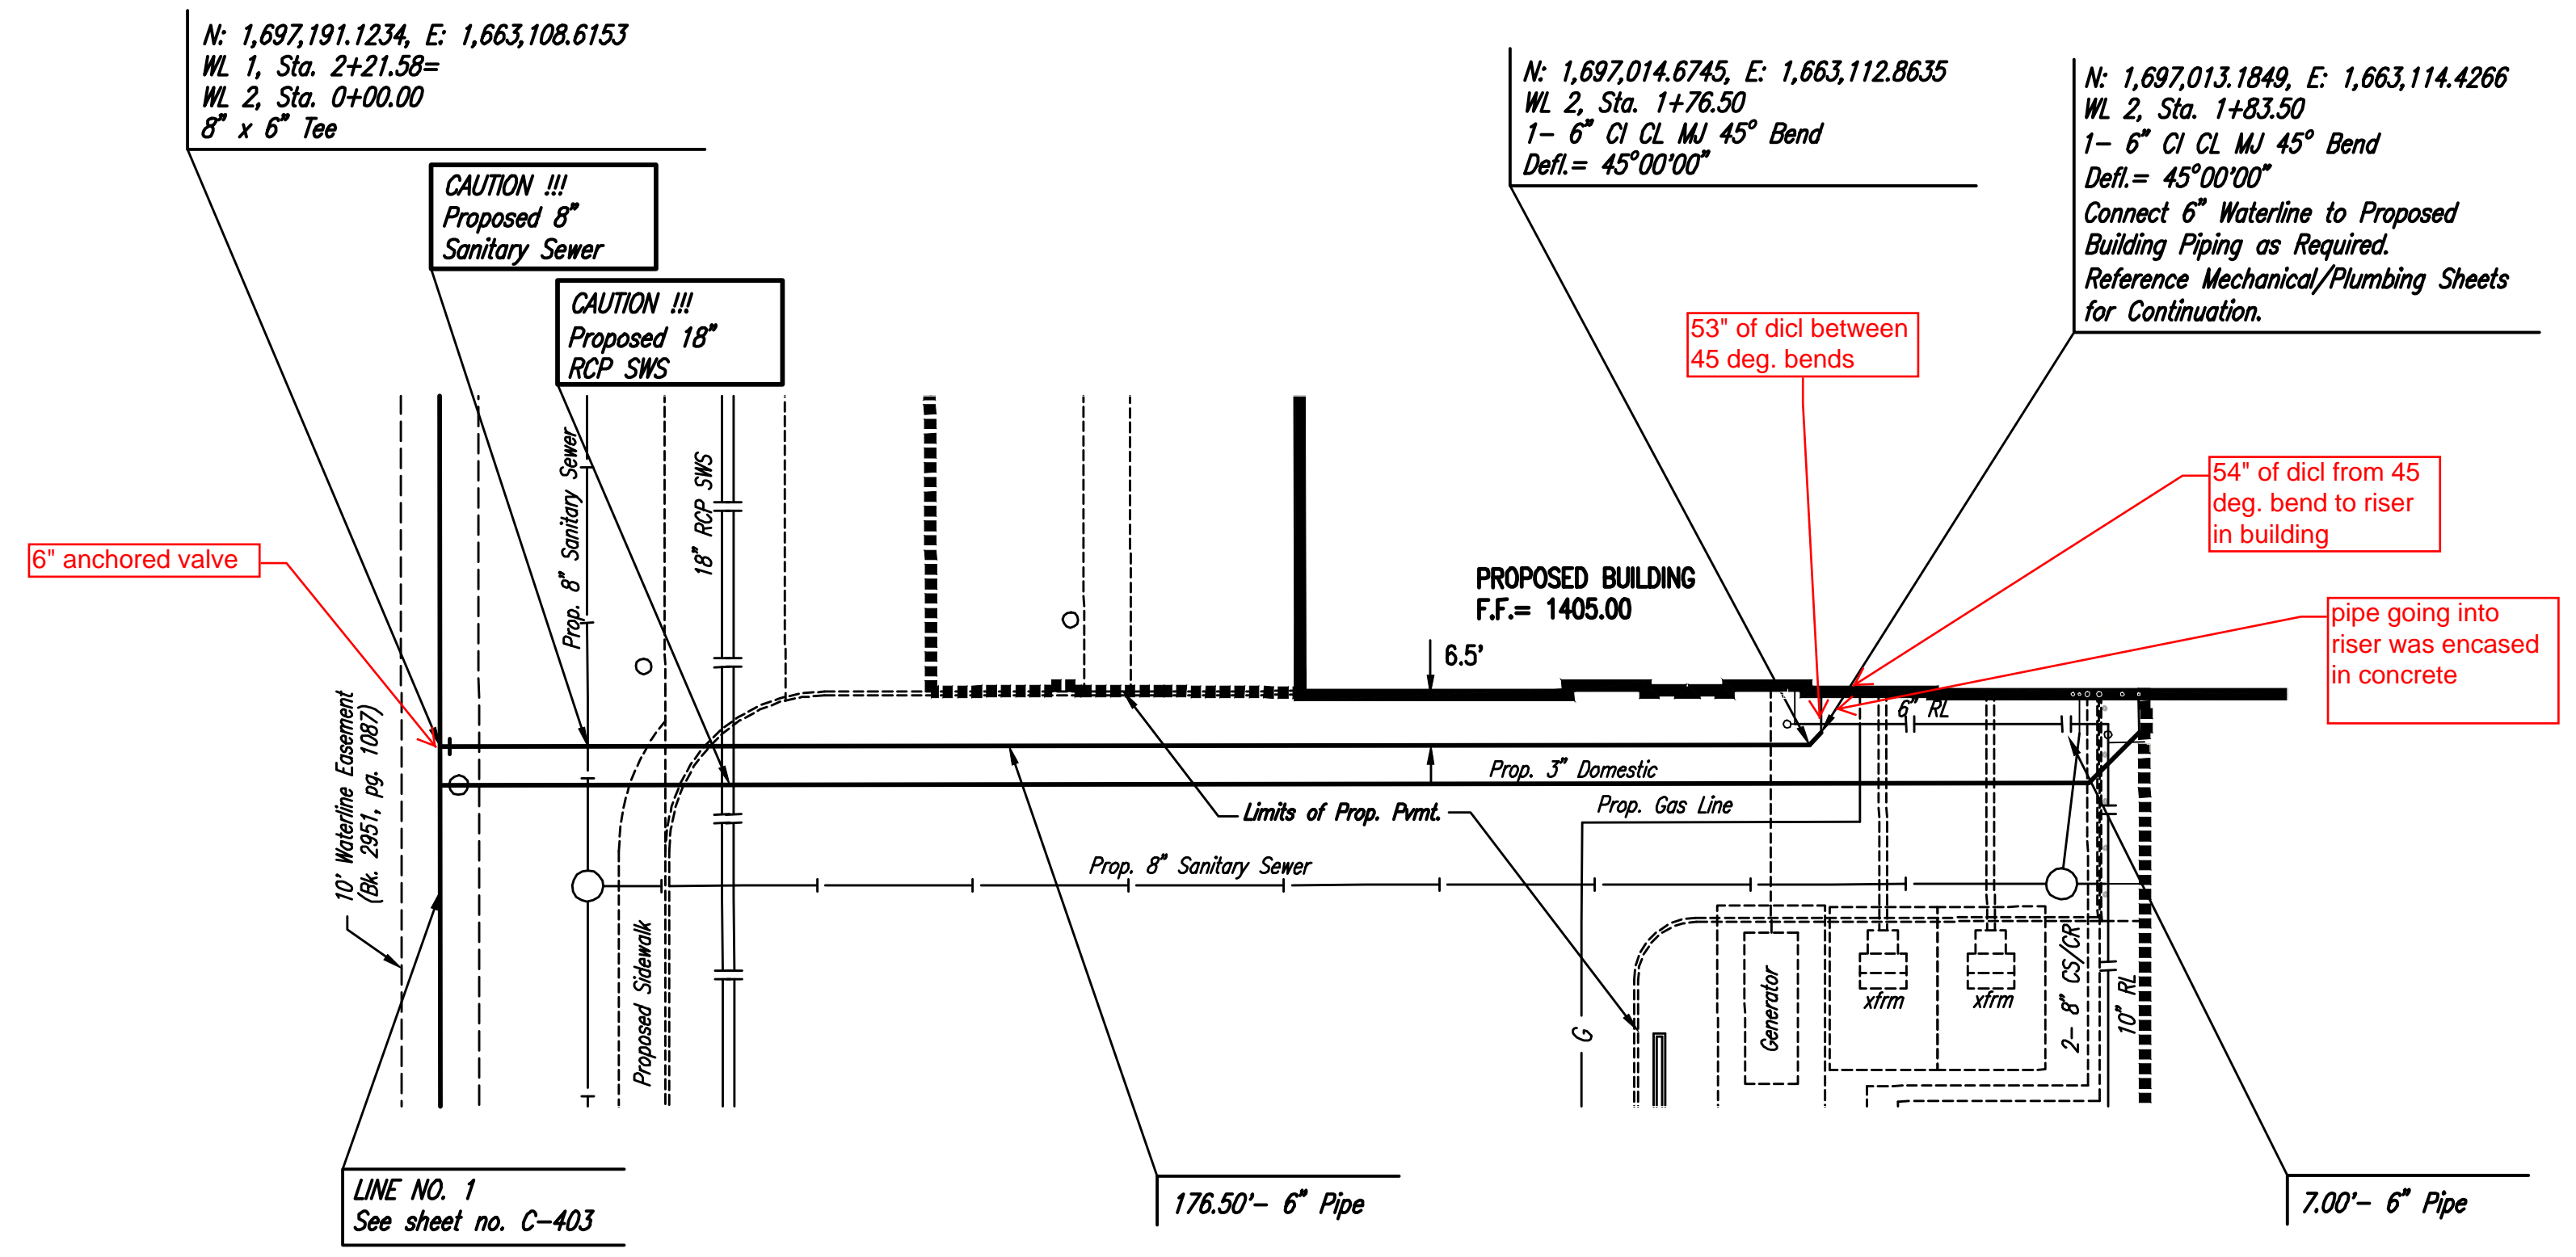 N: 1,697,191.1234, E: 1,663,108.6153
WL 1, Sta. 2+21.58=
WL 2, Sta. 0+00.00
8" x 6" Tee
CAUTION !!!
Proposed 8"
Sanitary Sewer
CAUTION !!!
Proposed 18"
RCP SWS
N: 1,697,014.6745, E: 1,663,112.8635
WL 2, Sta. 1+76.50
1- 6" CI CL MJ 45° Bend
Defl.= 45°00'00"
N: 1,697,013.1849, E: 1,663,114.4266
WL 2, Sta. 1+83.50
1- 6" CI CL MJ 45° Bend
Defl.= 45°00'00"
Connect 6" Waterline to Proposed
Building Piping as Required.
Reference Mechanical/Plumbing Sheets
for Continuation.
53" of dicl between
45 deg. bends
54" of dicl from 45
deg. bend to riser
in building
pipe going into
riser was encased
in concrete
6" anchored valve
Prop. 8" Sanitary Sewer
18" RCP SWS
PROPOSED BUILDING
F.F.= 1405.00
6.5'
6" RL
10' Waterline Easement
(Bk. 2951, pg. 1087)
Prop. 3" Domestic
Prop. Gas Line
Limits of Prop. Pvmt.
Prop. 8" Sanitary Sewer
Proposed Sidewalk
G
Generator
xfrm
xfrm
2- 8" CS/CR
10" RL
LINE NO. 1
See sheet no. C-403
176.50'- 6" Pipe
7.00'- 6" Pipe